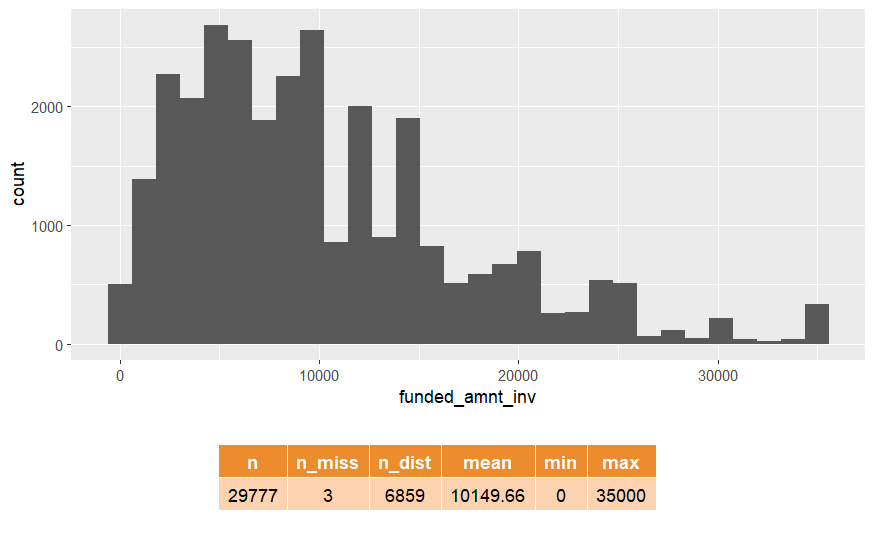 count
2000
1000
0
0 10000 20000 30000
funded_amnt_inv
n n_miss n_dist mean min max
29777 3 6859 10149.66 0 35000